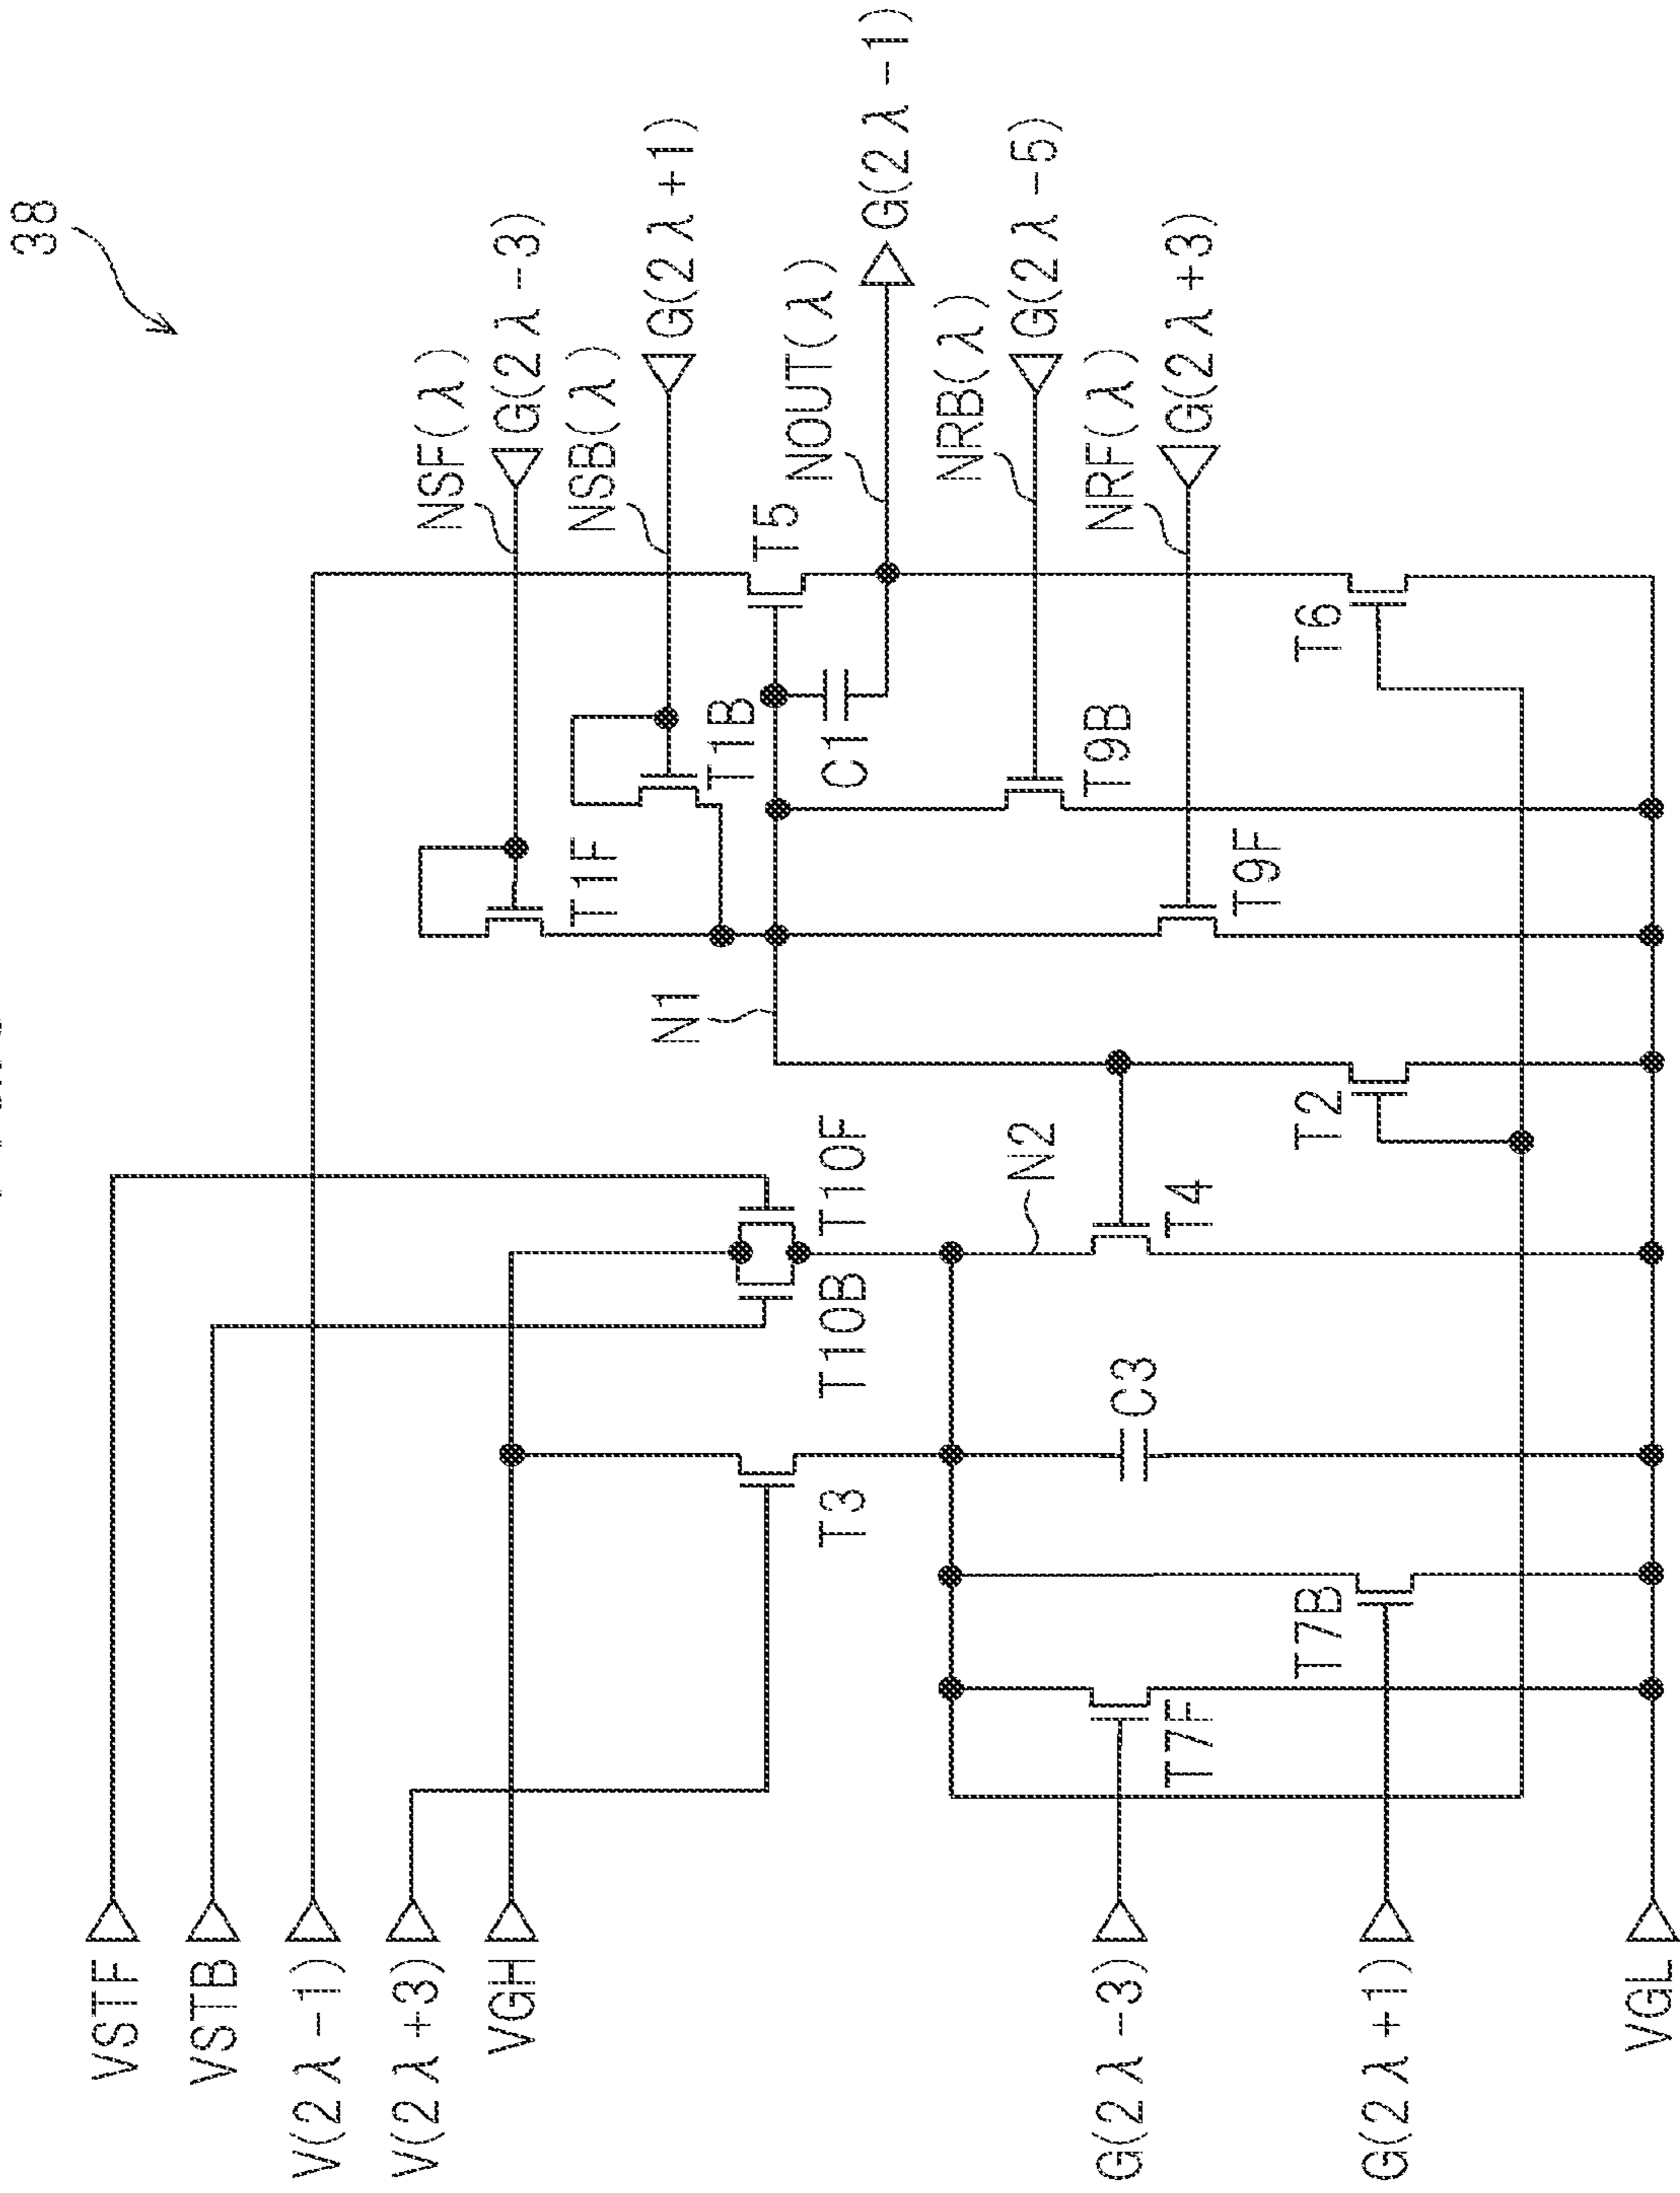 38
VSTF
VSTB
V(2λ-1)
V(2λ+3)
VGH
G(2λ-3)
G(2λ+1)
VGL
NSF(λ)
G(2λ-3)
NSB(λ)
G(2λ+1)
NOUT(λ)
G(2λ-1)
NRB(λ)
G(2λ-5)
NRF(λ)
G(2λ+3)
T1F
T1B
T5
C1
N1
T10B
T10F
T3
N2
T9B
T9F
T6
T4
T2
C3
T7F
T7B